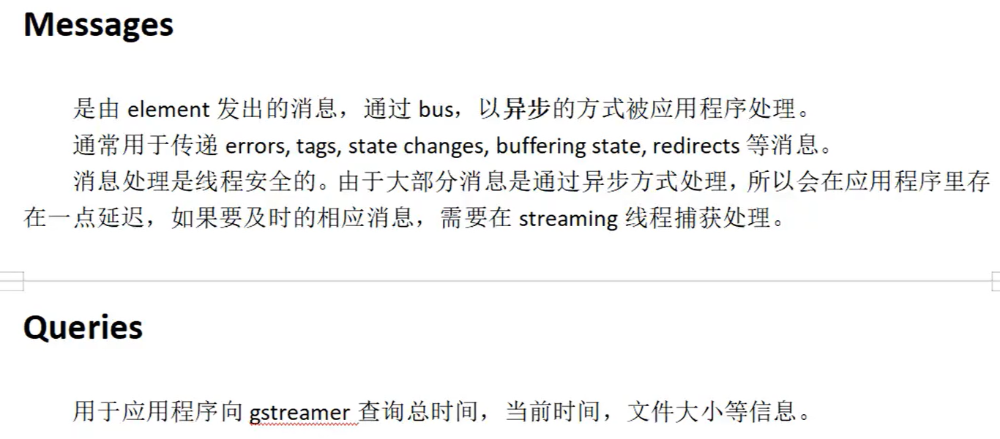 Messages
是由 element 发出的消息，通过 bus，以异步的方式被应用程序处理。
通常用于传递 errors, tags, state changes, buffering state, redirects 等消息。
消息处理是线程安全的。由于大部分消息是通过异步方式处理，所以会在应用程序里存
在一点延迟，如果要及时的相应消息，需要在 streaming 线程捕获处理。
Queries
用于应用程序向 gstreamer 查询总时间，当前时间，文件大小等信息。